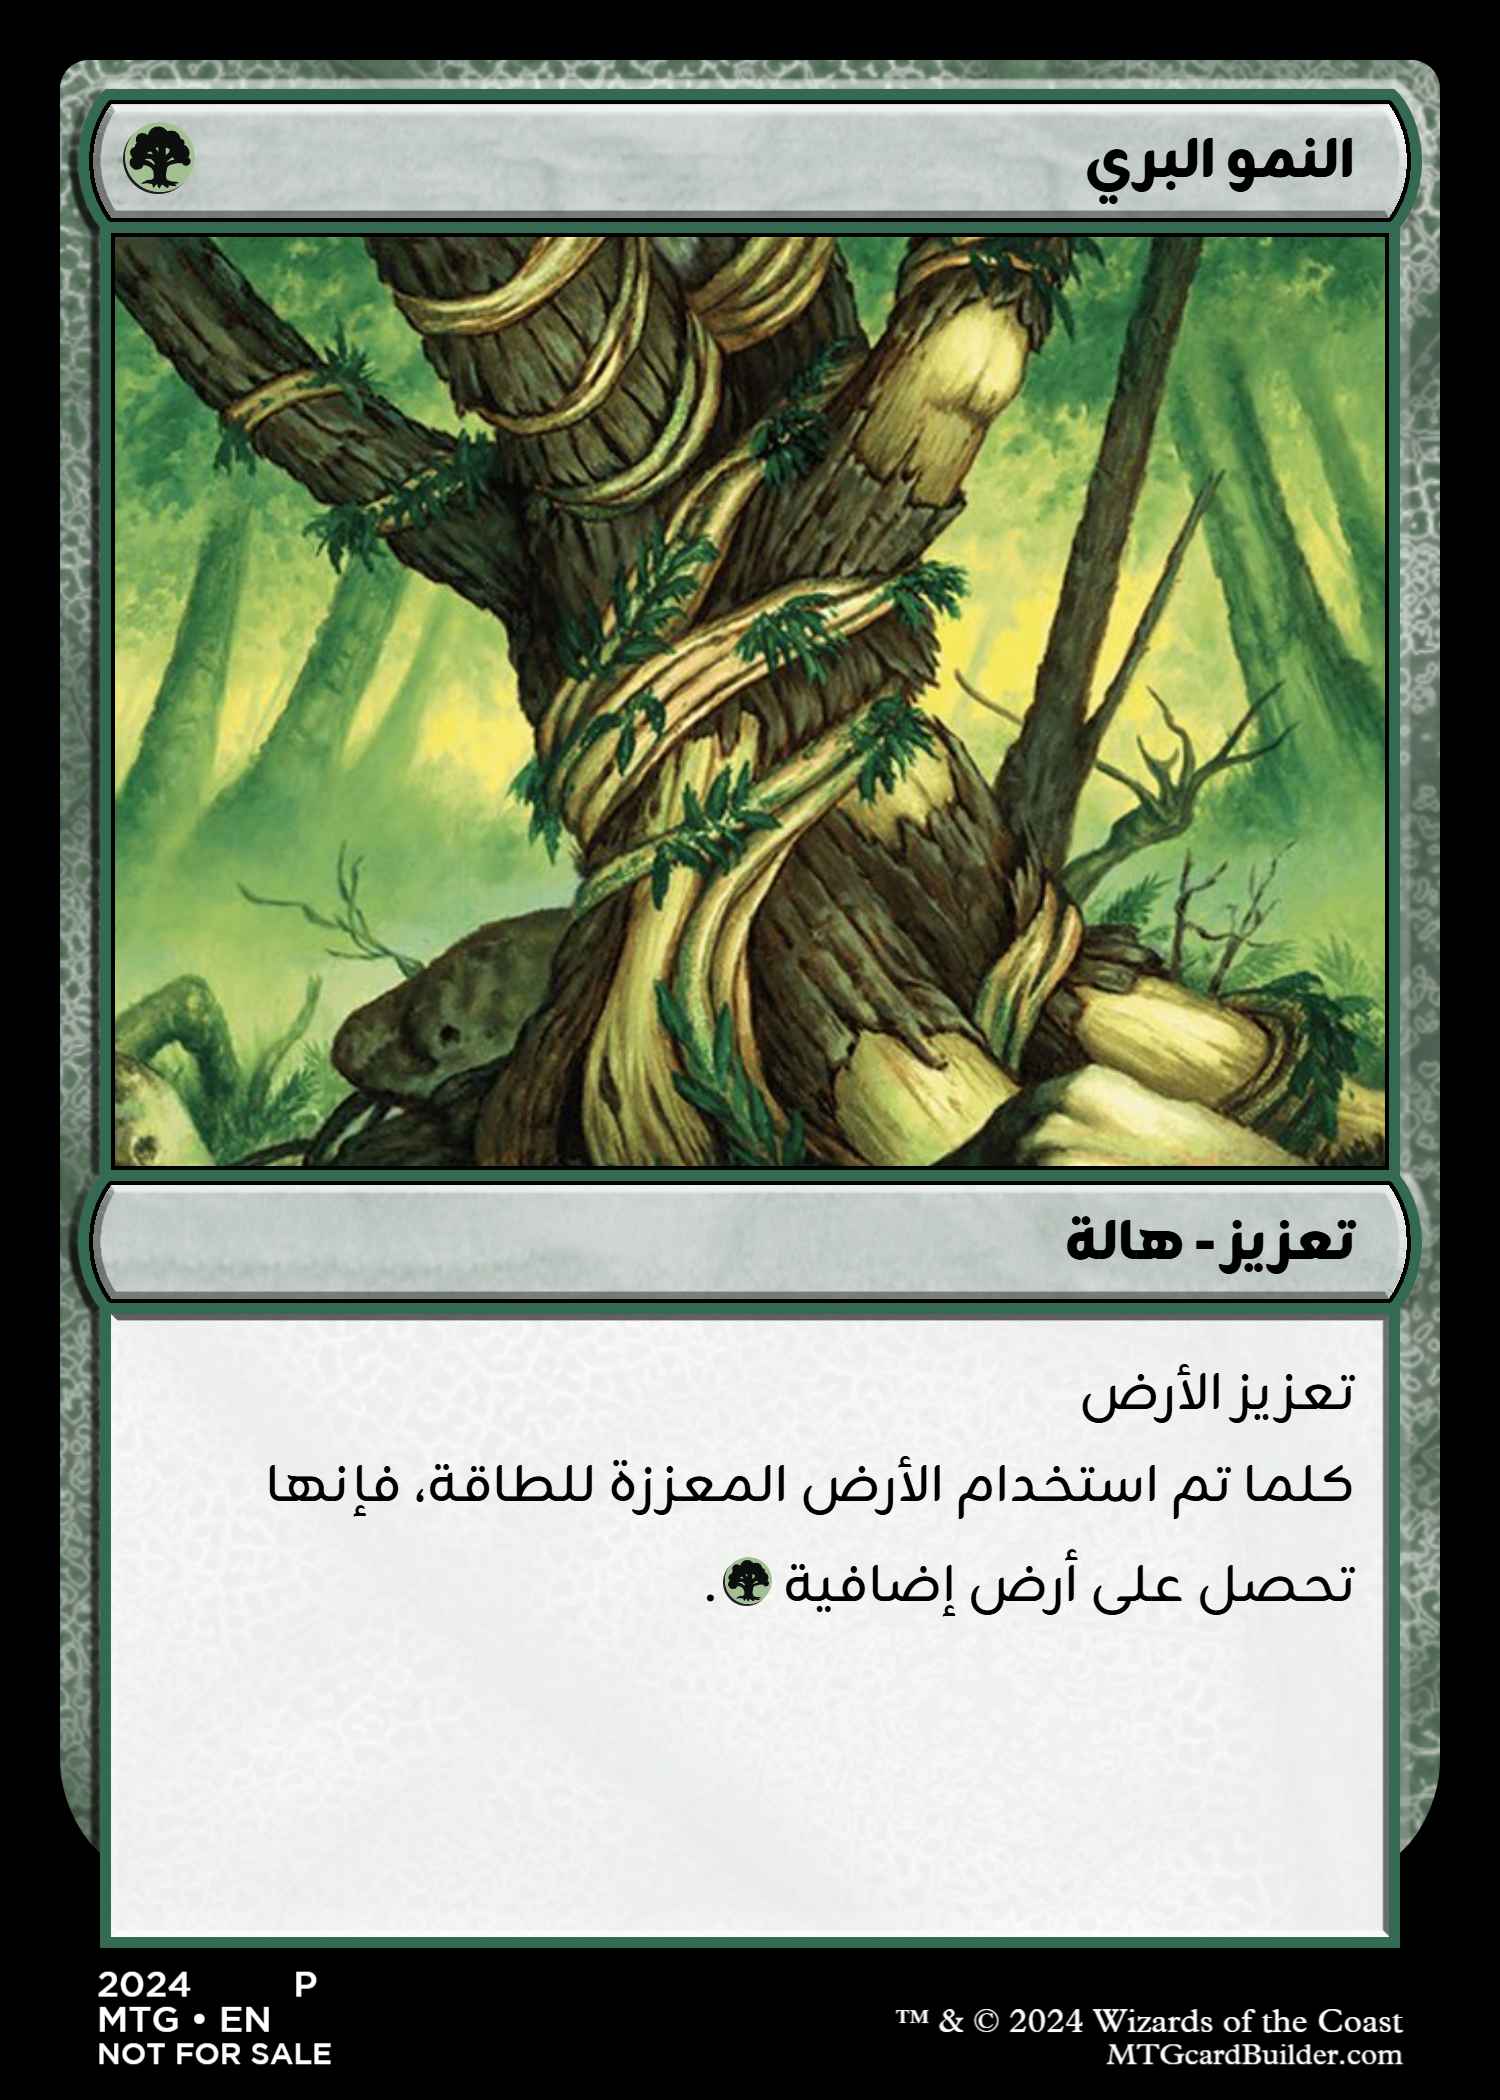 النمو البري
تعزيز - هالة
تعزيز الأرض
كلما تم استخدام الأرض المعززة للطاقة، فإنها
تحصل على أرض إضافية .
2024 P
MTG • EN
NOT FOR SALE
™ & © 2024 Wizards of the Coast
MTGcardBuilder.com